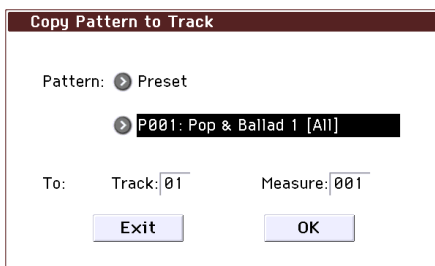 Copy Pattern to Track
Pattern: Preset
P001: Pop & Ballad 1 [All]
To: Track: 01 Measure: 001
Exit OK